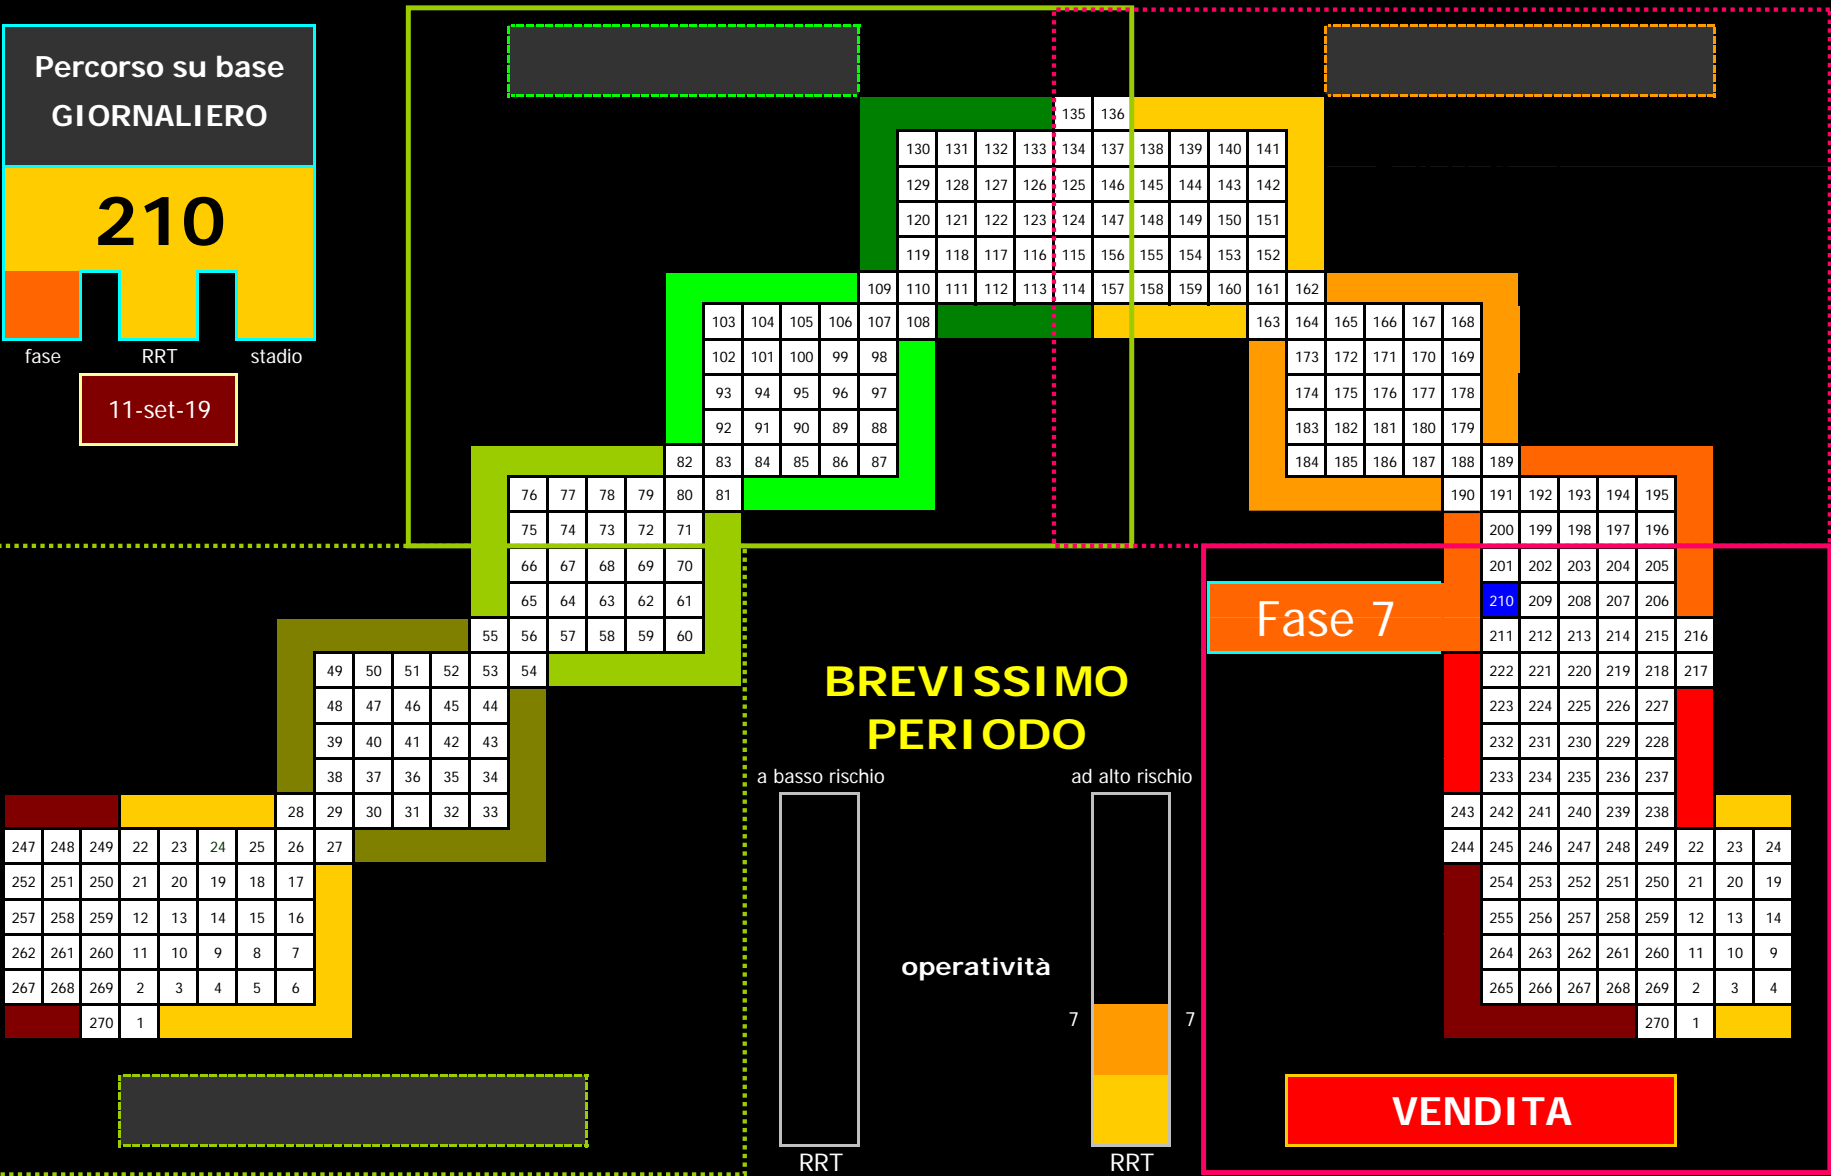 Percorso su base
GIORNALIERO
210
fase RRT stadio
11-set-19
135 136
130 131 132 133 134 137 138 139 140 141
129 128 127 126 125 146 145 144 143 142
120 121 122 123 124 147 148 149 150 151
119 118 117 116 115 156 155 154 153 152
109 110 111 112 113 114 157 158 159 160 161 162
103 104 105 106 107 108 163 164 165 166 167 168
102 101 100 99 98 173 172 171 170 169
93 94 95 96 97 174 175 176 177 178
92 91 90 89 88 183 182 181 180 179
82 83 84 85 86 87 184 185 186 187 188 189
76 77 78 79 80 81 190 191 192 193 194 195
75 74 73 72 71 200 199 198 197 196
66 67 68 69 70 201 202 203 204 205
65 64 63 62 61 210 209 208 207 206
Fase 7
55 56 57 58 59 60 211 212 213 214 215 216
49 50 51 52 53 54 222 221 220 219 218 217
48 47 46 45 44 223 224 225 226 227
39 40 41 42 43 232 231 230 229 228
38 37 36 35 34 233 234 235 236 237
28 29 30 31 32 33 243 242 241 240 239 238
247 248 249 22 23 24 25 26 27 244 245 246 247 248 249 22 23 24
252 251 250 21 20 19 18 17 254 253 252 251 250 21 20 19
257 258 259 12 13 14 15 16 255 256 257 258 259 12 13 14
262 261 260 11 10 9 8 7 264 263 262 261 260 11 10 9
267 268 269 2 3 4 5 6 265 266 267 268 269 2 3 4
270 1 270 1
BREVISSIMO
PERIODO
a basso rischio ad alto rischio
operatività
7 7
RRT RRT
VENDITA